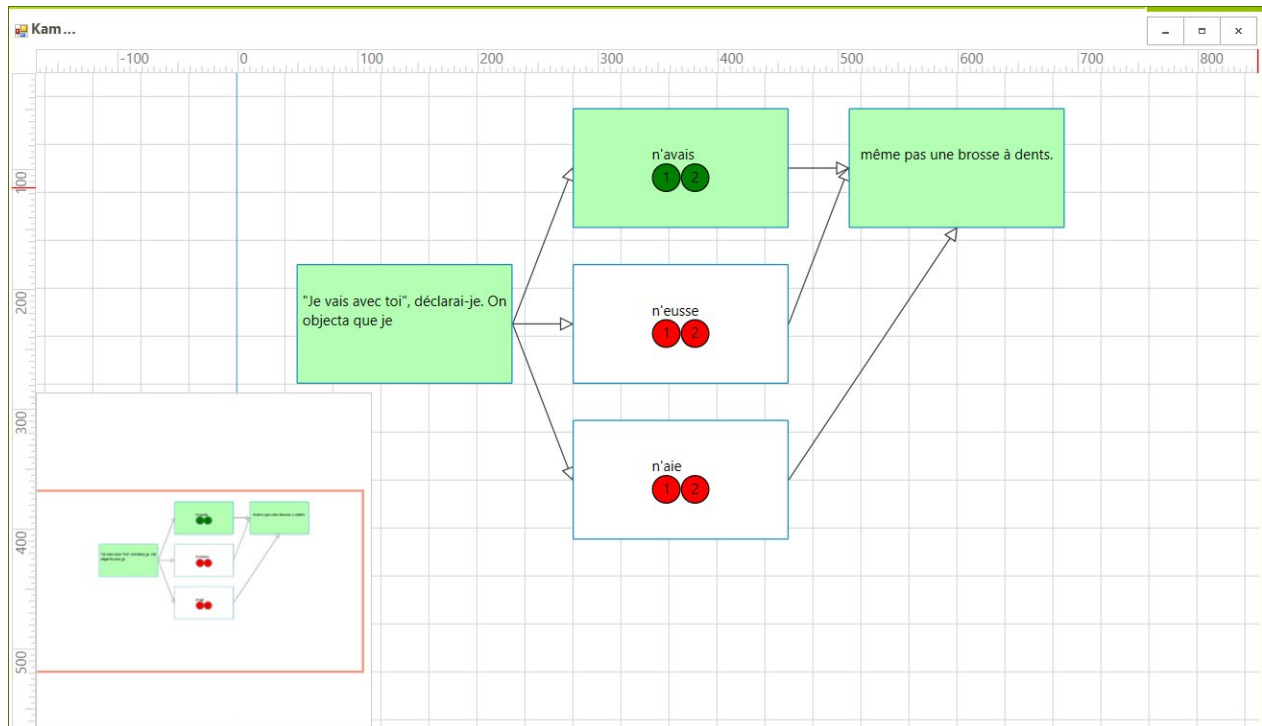 Kam...
-100 0 100 200 300 400 500 600 700 800
100
200
300
400
500
n'avais
1 2
même pas une brosse à dents.
"Je vais avec toi", déclarai-je. On
objecta que je
n'eusse
1 2
n'aie
1 2